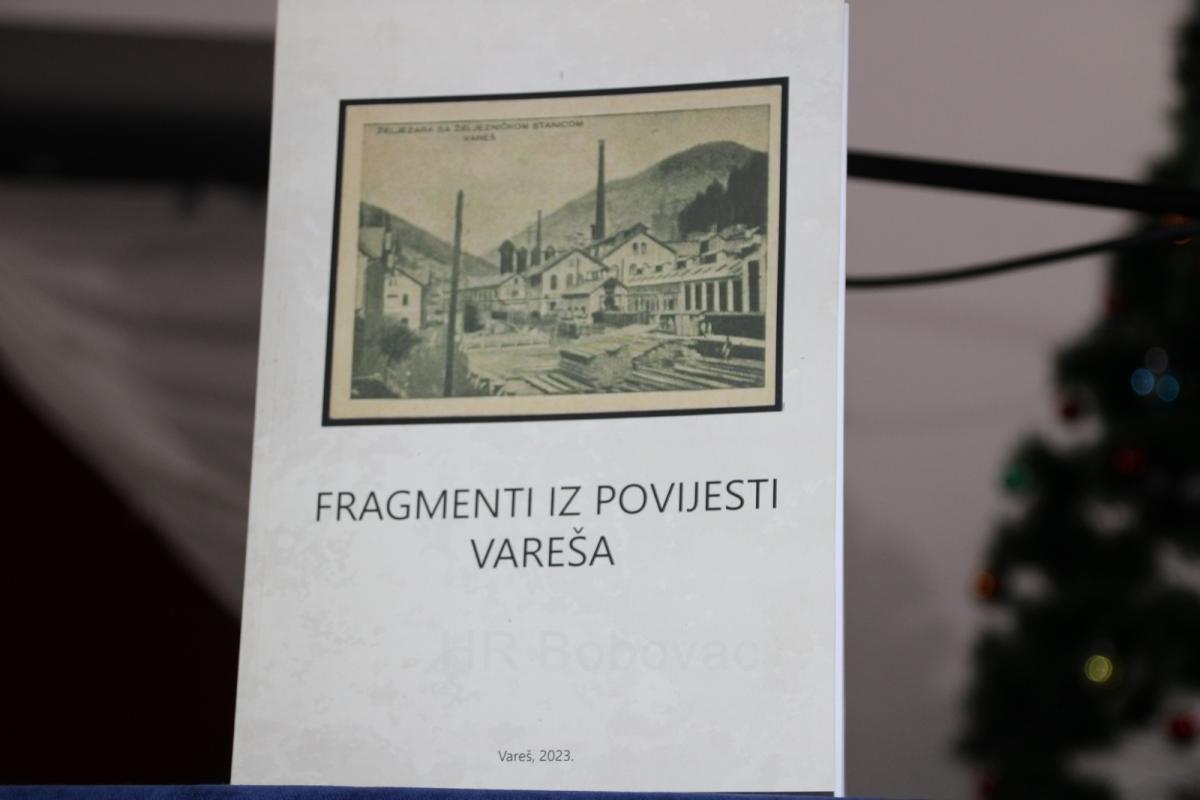 ŽELJEZARA SA ŽELJEZNIČKOM STANICOM
VAREŠ
FRAGMENTI IZ POVIJESTI
VAREŠA
HR Bobovac
Vareš, 2023.